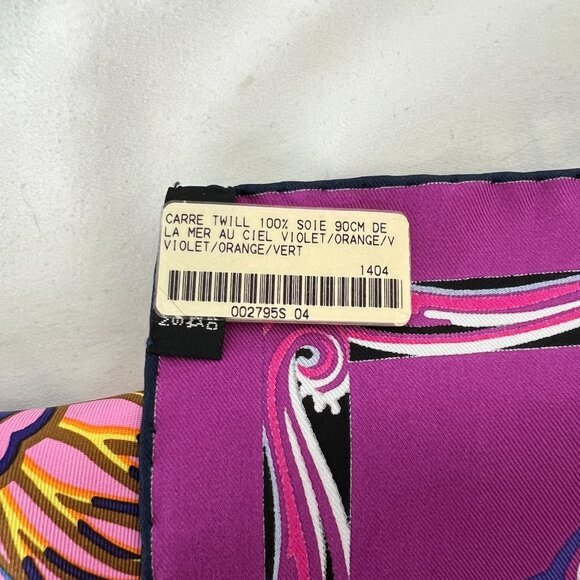 CARRE TWILL 100% SOIE 90CM DE
LA MER AU CIEL VIOLET/ORANGE/V
VIOLET/ORANGE/VERT
1404
002795S 04